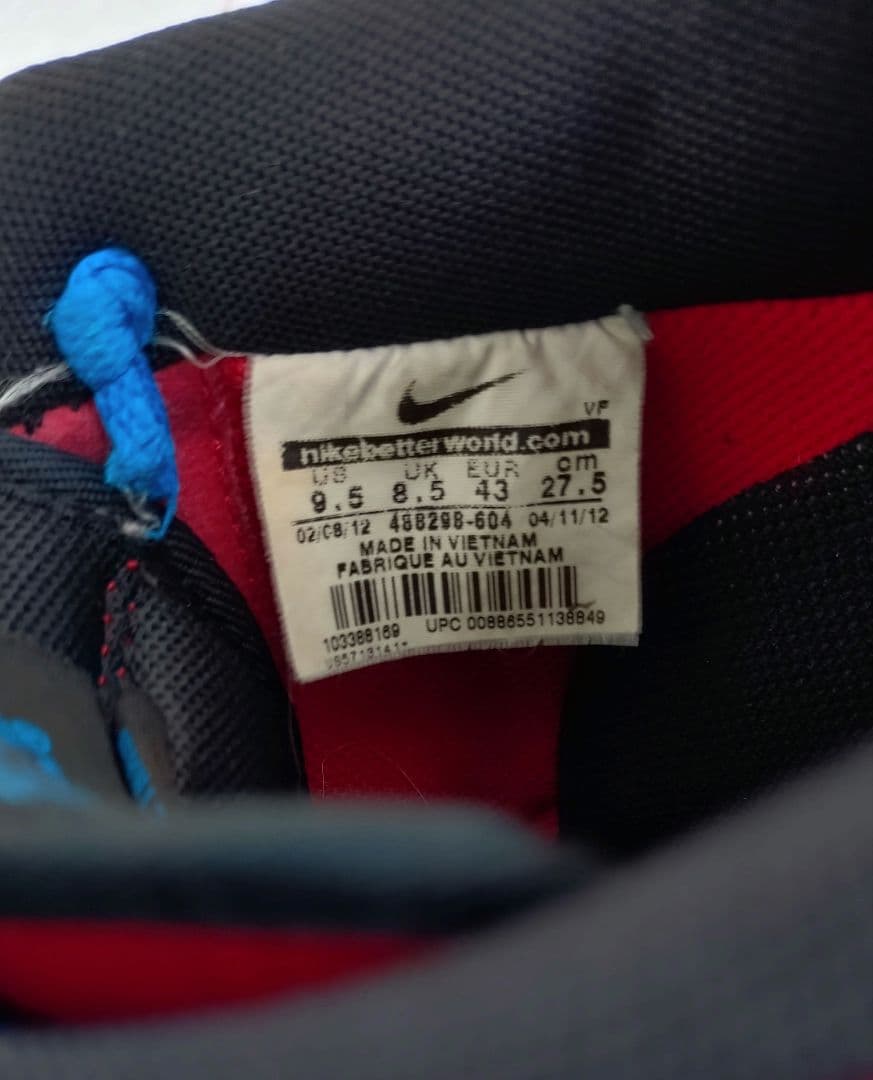 VF
nikebetterworld.com
US UK EUR cm
9.5 8.5 43 27.5
02/08/12 488298-604 04/11/12
MADE IN VIETNAM
FABRIQUE AU VIETNAM
103388169 UPC 00886551138849